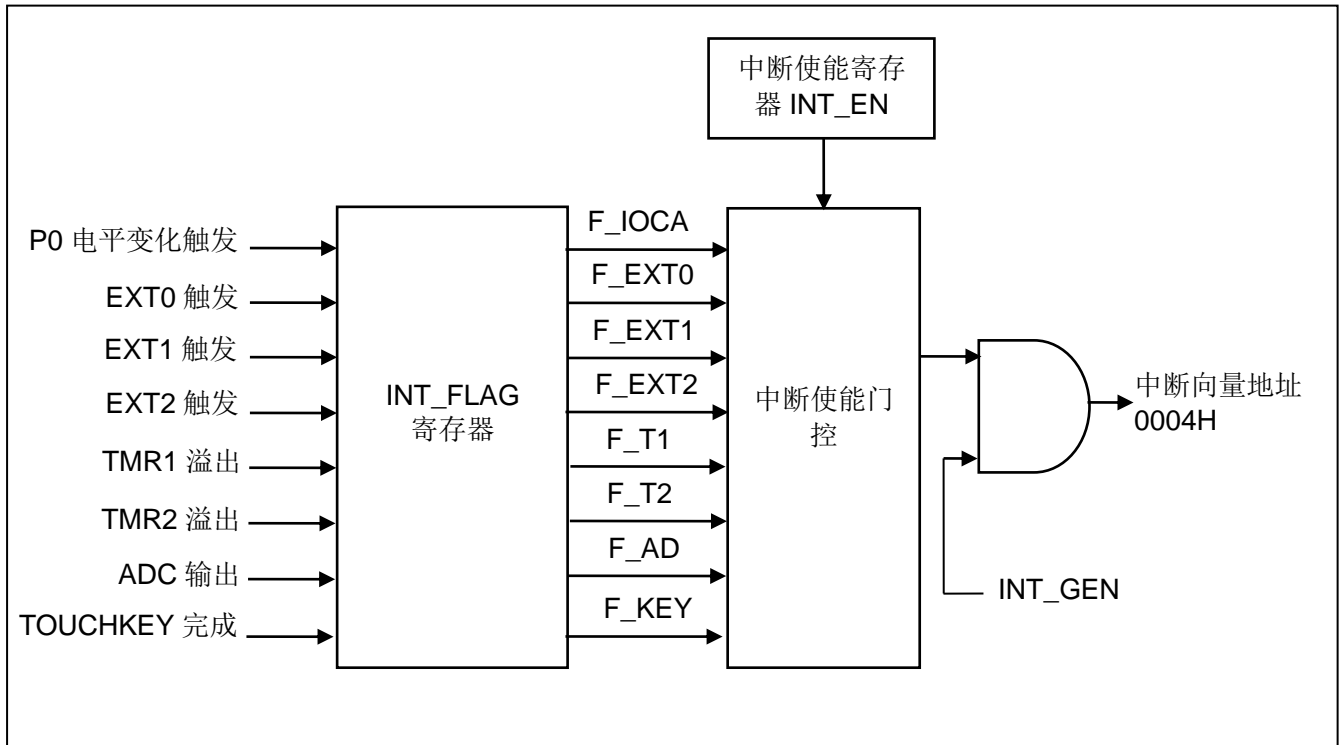 中断使能寄存
器 INT_EN
P0 电平变化触发
EXT0 触发
EXT1 触发
EXT2 触发
TMR1 溢出
TMR2 溢出
ADC 输出
TOUCHKEY 完成
INT_FLAG
寄存器
F_IOCA
F_EXT0
F_EXT1
F_EXT2
F_T1
F_T2
F_AD
F_KEY
中断使能门
控
中断向量地址
0004H
INT_GEN